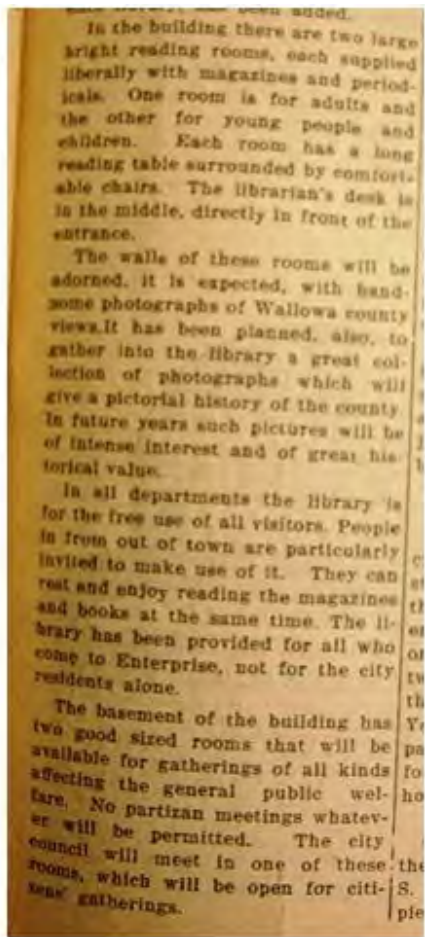 been added.
In the building there are two large
bright reading rooms, each supplied
liberally with magazines and period-
icals. One room is for adults and
the other for young people and
children. Each room has a long
reading table surrounded by comfort-
able chairs. The librarian's desk is
in the middle, directly in front of the
entrance.
The walls of these rooms will be
adorned, it is expected, with hand-
some photographs of Wallowa county
views.It has been planned, also, to
gather into the library a great col-
lection of photographs which will
give a pictorial history of the county
In future years such pictures will be
of intense interest and of great his-
torical value.
In all departments the library is
for the free use of all visitors. People
in from out of town are particularly
invited to make use of it. They can
rest and enjoy reading the magazines
and books at the same time. The li-
brary has been provided for all who
come to Enterprise, not for the city
residents alone.
The basement of the building has
two good sized rooms that will be
available for gatherings of all kinds
affecting the general public wel-
fare. No partizan meetings whatev-
er will be permitted. The city
council will meet in one of these
rooms, which will be open for citi-
zens' gatherings.